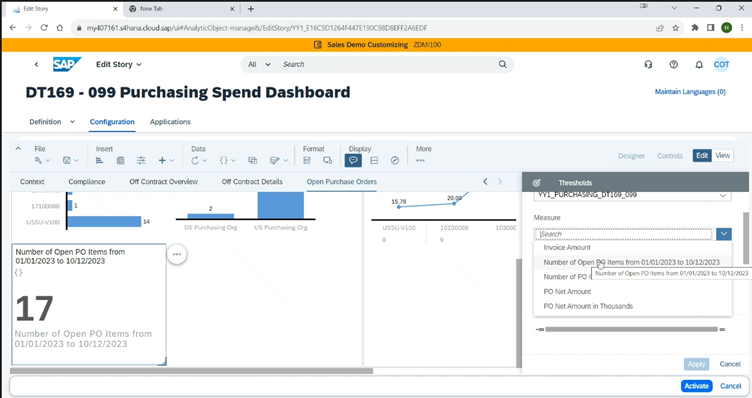 Edit Story
New Tab
my407161.s4hana.cloud.sap/ui#AnalyticObject-manage&/EditStory/YY1_E16C9D1264F447E190C98D8EFF2A6EDF
H
Sales Demo Customizing ZDM/100
SAP Edit Story All Search COT
DT169 - 099 Purchasing Spend Dashboard
Maintain Languages (0)
Definition Configuration Applications
File Insert Data Format Display More
Designer Controls Edit View
Context Compliance Off Contract Overview Off Contract Details Open Purchase Orders
Thresholds
YY1_PURCHASING_DT169_099
Measure
Search
Invoice Amount
Number of Open PO Items from 01/01/2023 to 10/12/2023
Number of PO I
Number of Open PO Items from 01/01/2023 to 10/12/2023
PO Net Amount
PO Net Amount in Thousands
-∞ ∞
Apply Cancel
Activate Cancel
17100088 1
USSU-V100 14
2
DE Purchasing Org US Purchasing Org
15.79 20.00
USSU-V100 10100088 103000
8 9
Number of Open PO Items from
01/01/2023 to 10/12/2023
{}
17
Number of Open PO Items from
01/01/2023 to 10/12/2023